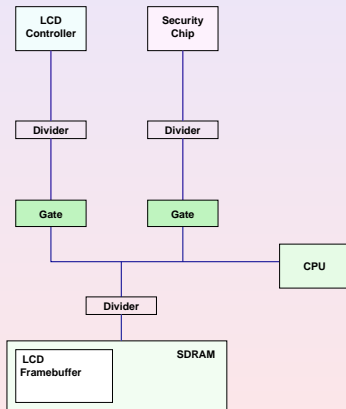 LCD
Controller
Security
Chip
Divider
Divider
Gate
Gate
CPU
Divider
SDRAM
LCD
Framebuffer